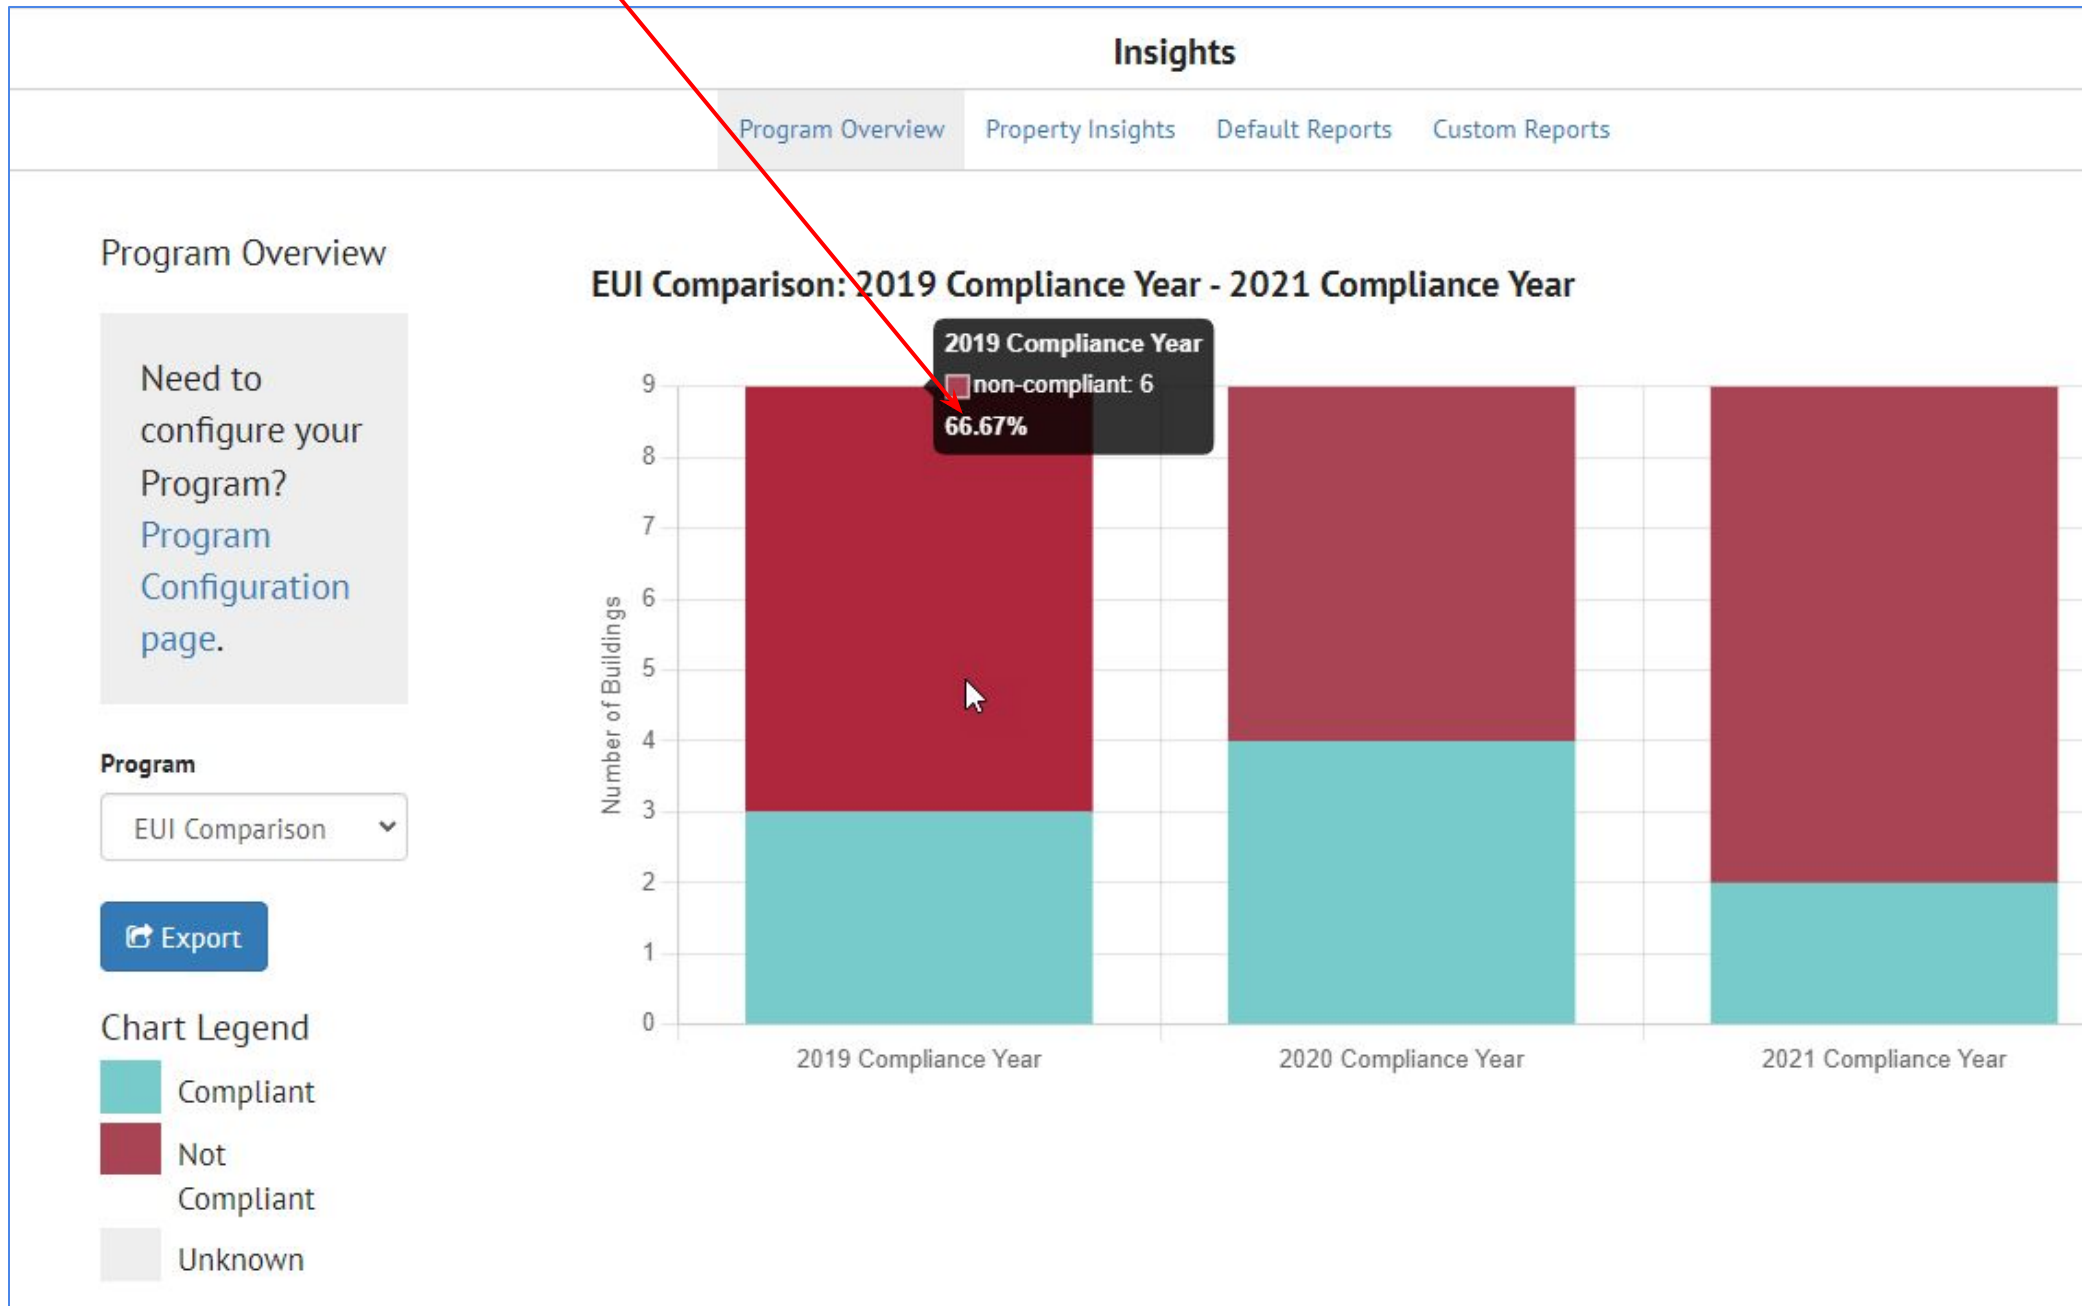 Insights
Program Overview Property Insights Default Reports Custom Reports
Program Overview
Need to
configure your
Program?
Program
Configuration
page.
Program
EUI Comparison
Export
Chart Legend
Compliant
Not
Compliant
Unknown
EUI Comparison: 2019 Compliance Year - 2021 Compliance Year
2019 Compliance Year
non-compliant: 6
66.67%
Number of Buildings
9
8
7
6
5
4
3
2
1
0
2019 Compliance Year 2020 Compliance Year 2021 Compliance Year